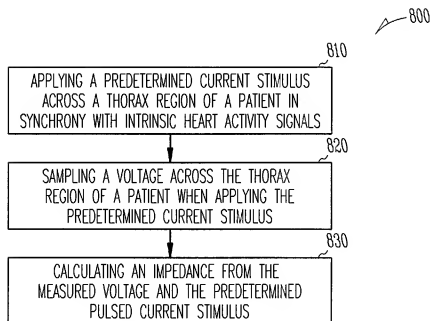 800
810
APPLYING A PREDETERMINED CURRENT STIMULUS
ACROSS A THORAX REGION OF A PATIENT IN
SYNCHRONY WITH INTRINSIC HEART ACTIVITY SIGNALS
820
SAMPLING A VOLTAGE ACROSS THE THORAX
REGION OF A PATIENT WHEN APPLYING THE
PREDETERMINED CURRENT STIMULUS
830
CALCULATING AN IMPEDANCE FROM THE
MEASURED VOLTAGE AND THE PREDETERMINED
PULSED CURRENT STIMULUS